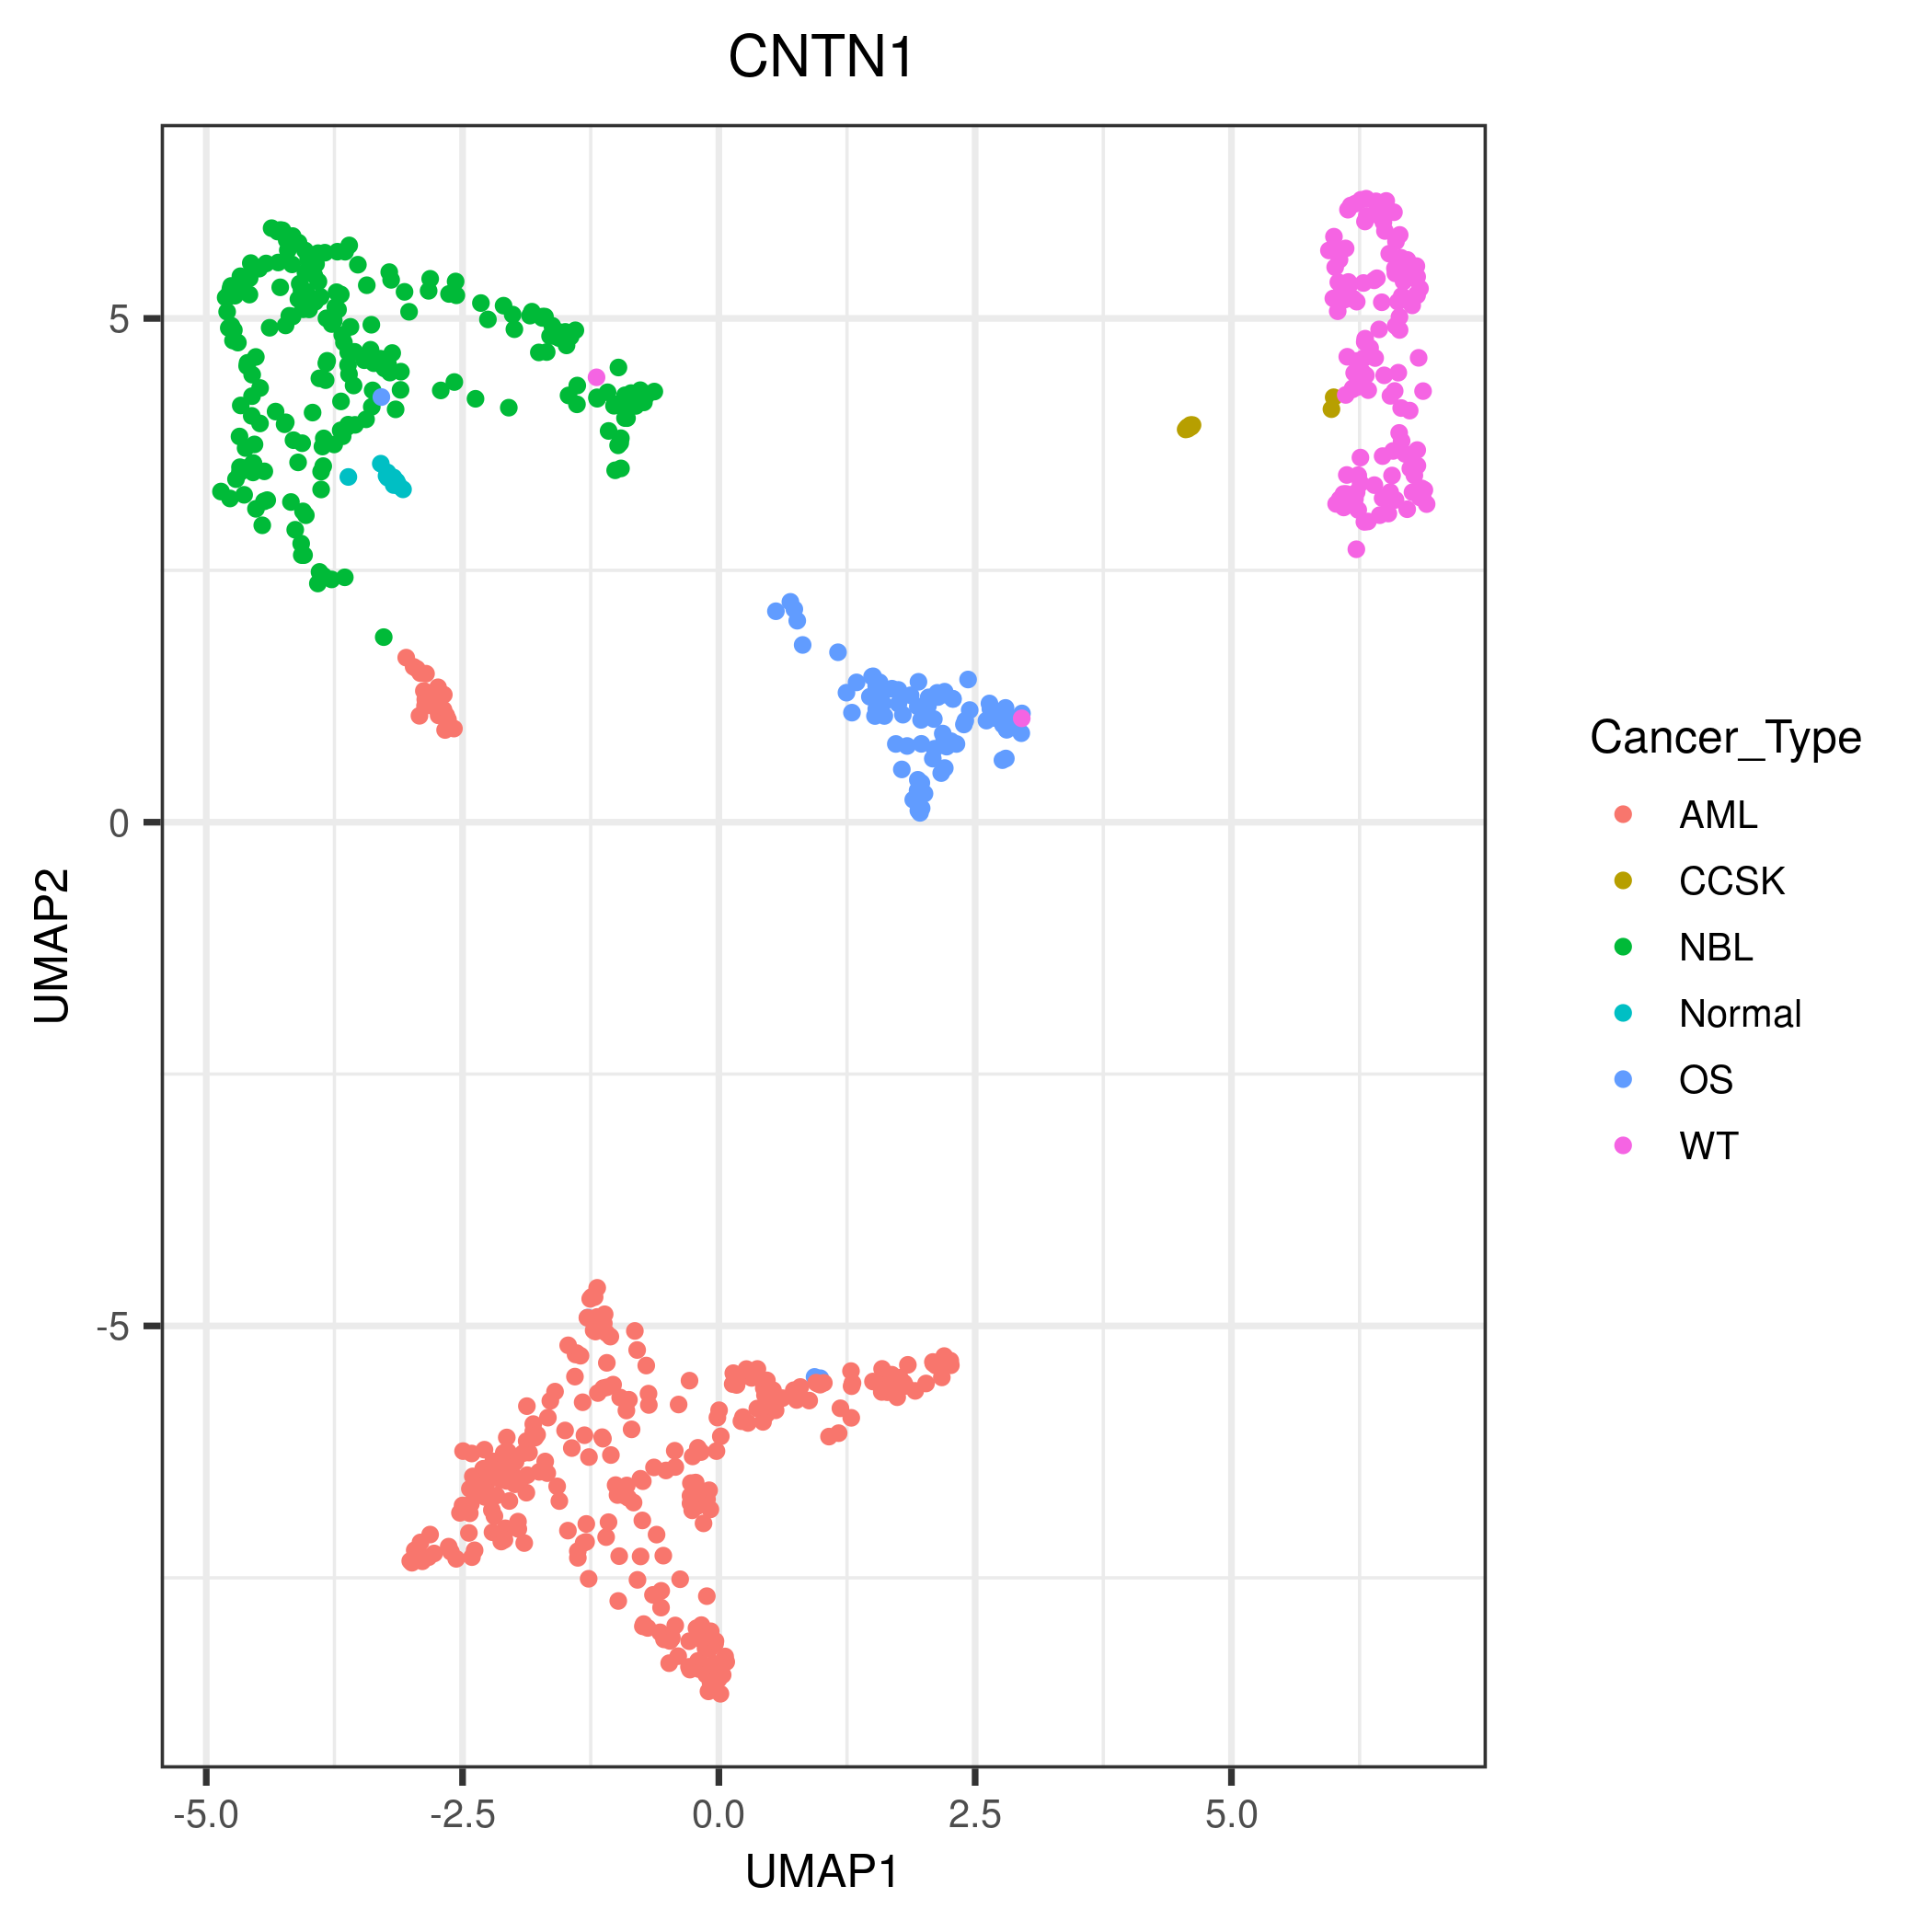 CNTN1
5
0
-5
UMAP2
-5.0
-2.5
0.0
2.5
5.0
UMAP1
Cancer_Type
AML
CCSK
NBL
Normal
OS
WT